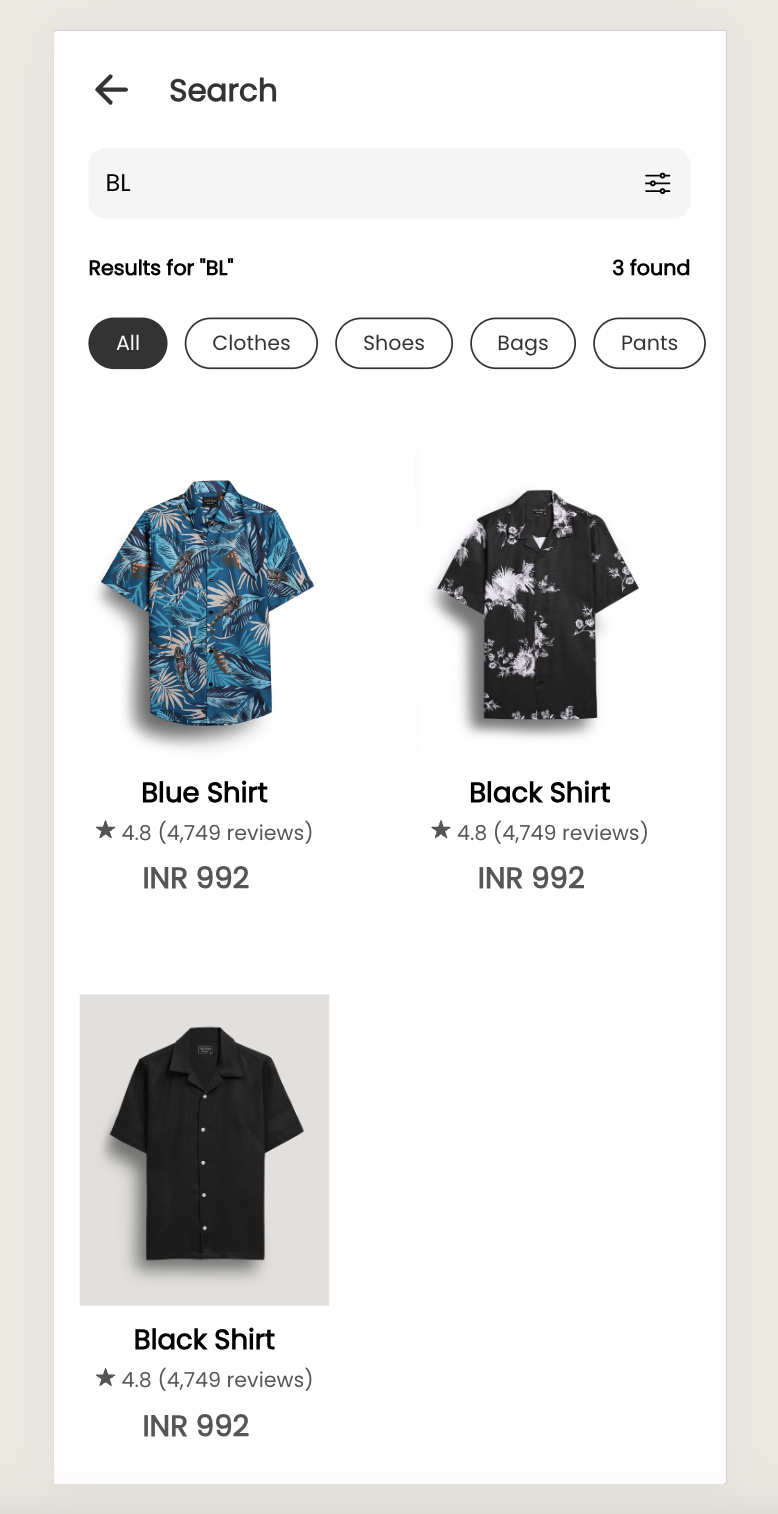 Search
BL
Results for "BL" 3 found
All Clothes Shoes Bags Pants
Blue Shirt Black Shirt
★ 4.8 (4,749 reviews) ★ 4.8 (4,749 reviews)
INR 992 INR 992
Black Shirt
★ 4.8 (4,749 reviews)
INR 992